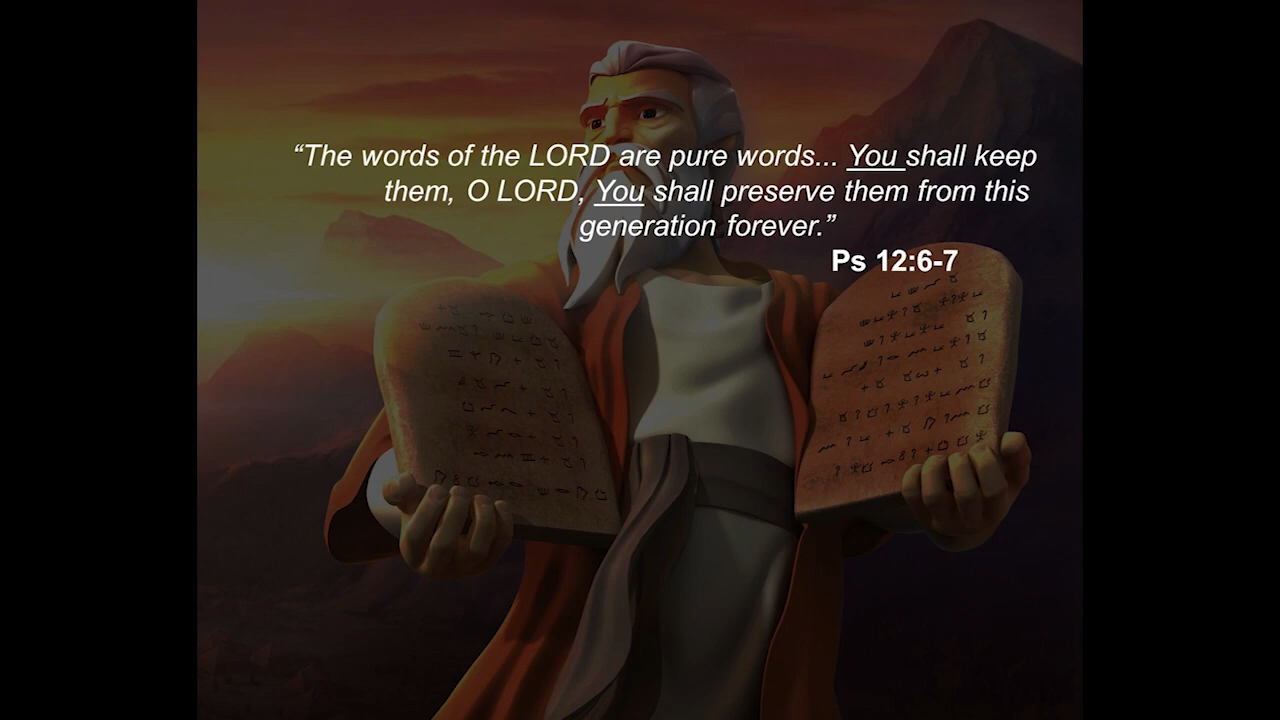 “The words of the LORD are pure words... You shall keep
them, O LORD, You shall preserve them from this
generation forever.”
Ps 12:6-7